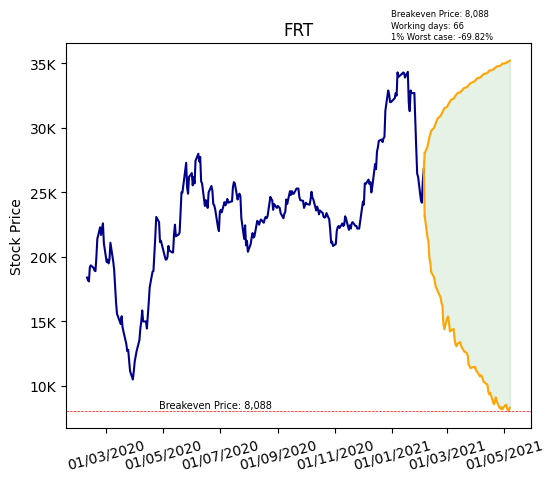 Breakeven Price: 8,088
Working days: 66
1% Worst case: -69.82%
FRT
Stock Price
35K
30K
25K
20K
15K
10K
Breakeven Price: 8,088
01/03/2020 01/05/2020 01/07/2020 01/09/2020 01/11/2020 01/01/2021 01/03/2021 01/05/2021